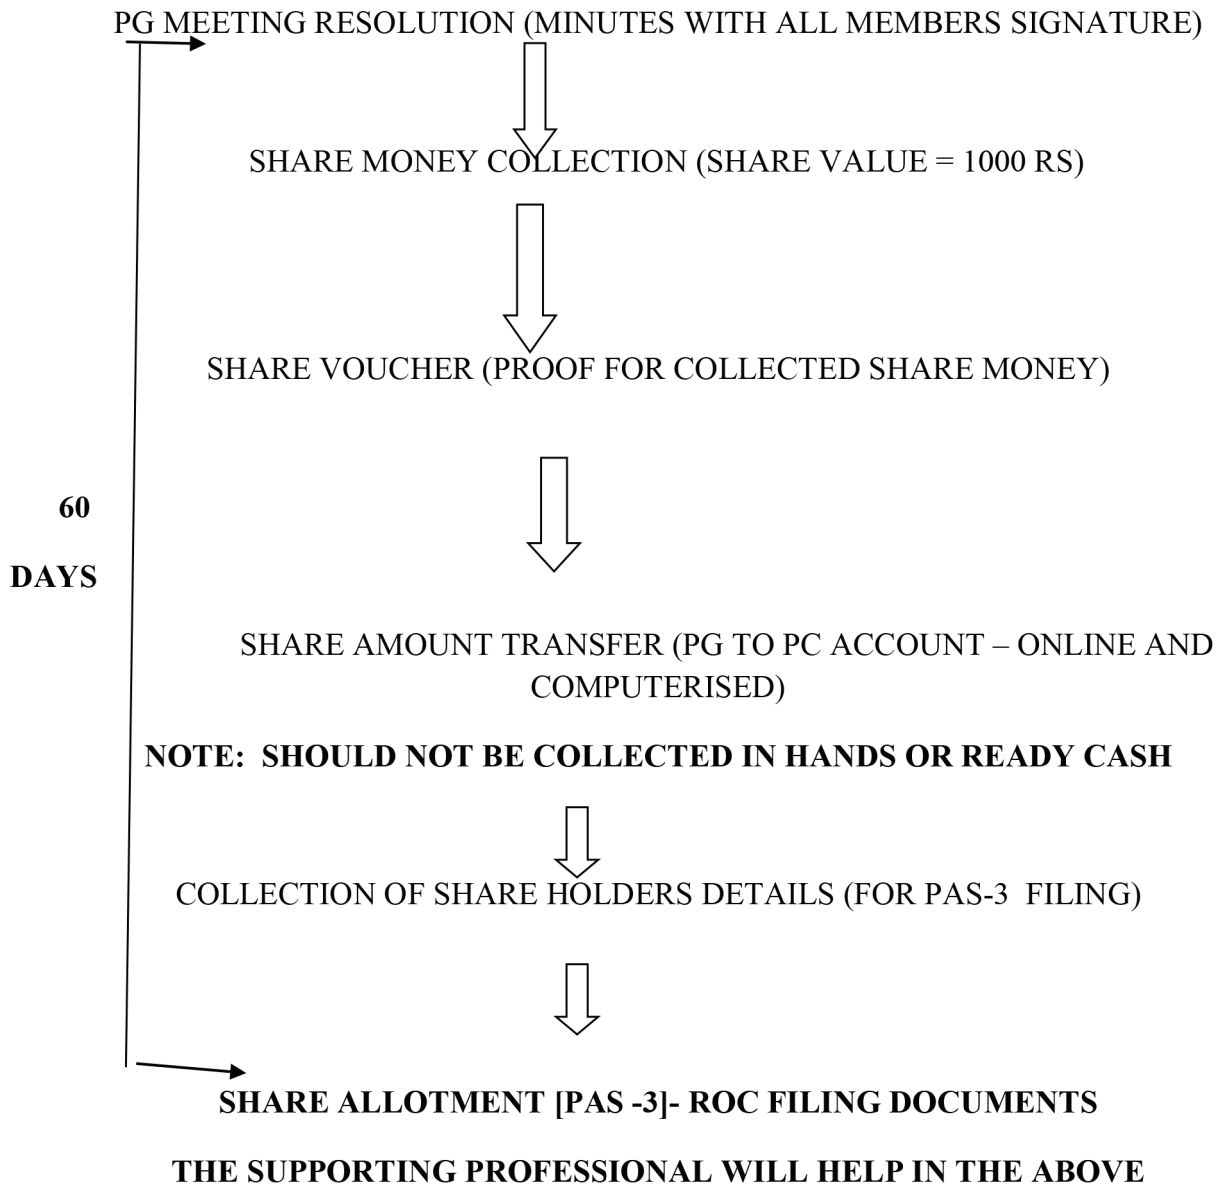 PG MEETING RESOLUTION (MINUTES WITH ALL MEMBERS SIGNATURE)
SHARE MONEY COLLECTION (SHARE VALUE = 1000 RS)
SHARE VOUCHER (PROOF FOR COLLECTED SHARE MONEY)
60
DAYS
SHARE AMOUNT TRANSFER (PG TO PC ACCOUNT – ONLINE AND
COMPUTERISED)
NOTE: SHOULD NOT BE COLLECTED IN HANDS OR READY CASH
COLLECTION OF SHARE HOLDERS DETAILS (FOR PAS-3 FILING)
SHARE ALLOTMENT [PAS -3]- ROC FILING DOCUMENTS
THE SUPPORTING PROFESSIONAL WILL HELP IN THE ABOVE